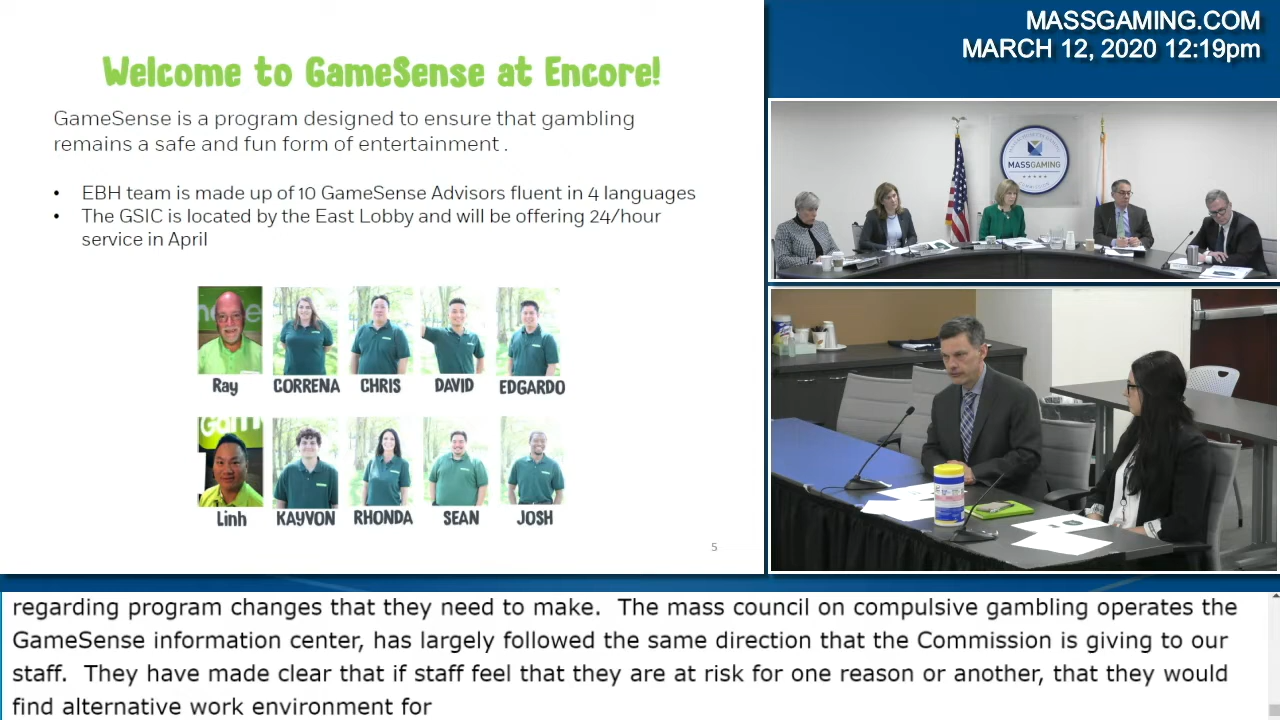 Welcome to GameSense at Encore!
GameSense is a program designed to ensure that gambling
remains a safe and fun form of entertainment .
• EBH team is made up of 10 GameSense Advisors fluent in 4 languages
• The GSIC is located by the East Lobby and will be offering 24/hour
service in April
Ray CORRENA CHRIS DAVID EDGARDO
Linh KAYVON RHONDA SEAN JOSH
5
MASSGAMING.COM
MARCH 12, 2020 12:19pm
MASSGAMING
regarding program changes that they need to make. The mass council on compulsive gambling operates the
GameSense information center, has largely followed the same direction that the Commission is giving to our
staff. They have made clear that if staff feel that they are at risk for one reason or another, that they would
find alternative work environment for